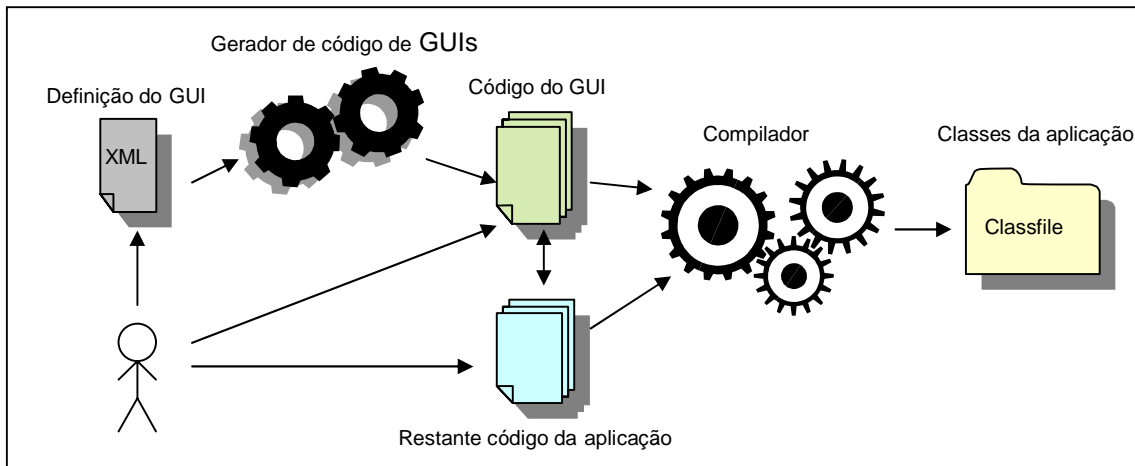 Gerador de código de GUIs
Definição do GUI
XML
Código do GUI
Compilador
Classes da aplicação
Classfile
Restante código da aplicação